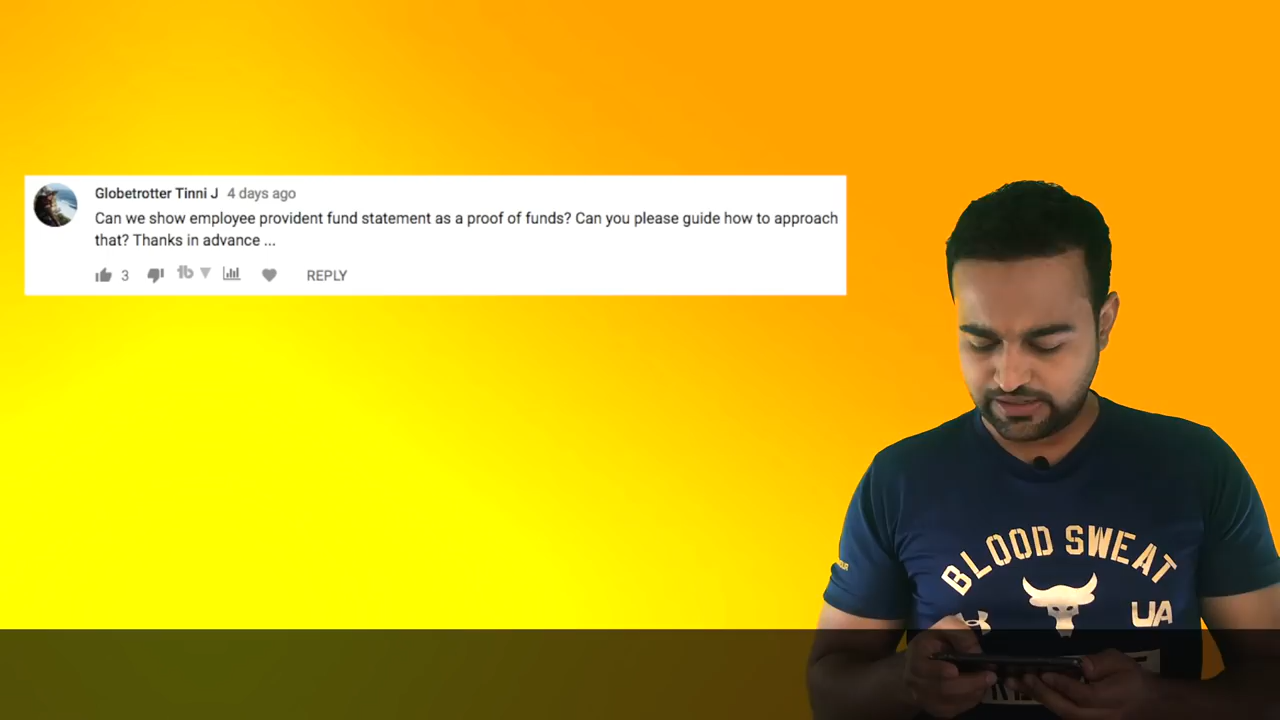 Globetrotter Tinni J 4 days ago
Can we show employee provident fund statement as a proof of funds? Can you please guide how to approach
that? Thanks in advance ...
3 REPLY
BLOOD SWEAT
UA